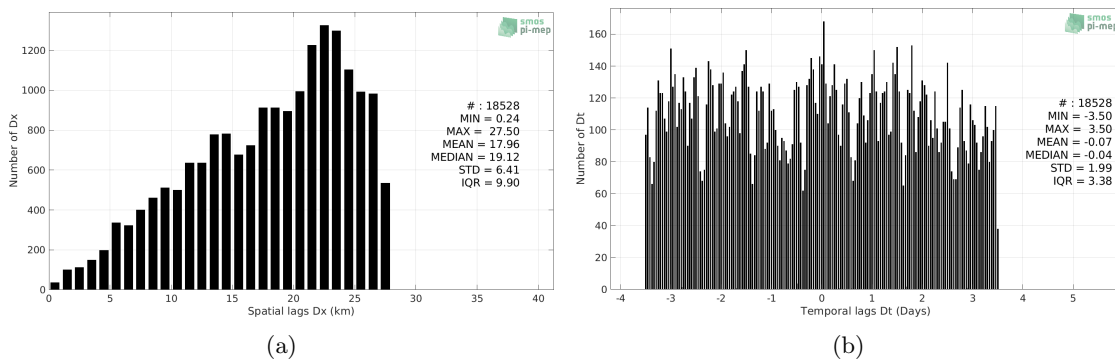 smos
pi-mep
1200
1000
800
600
400
200
0
Number of Dx
# : 18528
MIN = 0.24
MAX = 27.50
MEAN = 17.96
MEDIAN = 19.12
STD = 6.41
IQR = 9.90
0 5 10 15 20 25 30 35 40
Spatial lags Dx (km)
(a)
smos
pi-mep
160
140
120
100
80
60
40
20
0
Number of Dt
# : 18528
MIN = -3.50
MAX = 3.50
MEAN = -0.07
MEDIAN = -0.04
STD = 1.99
IQR = 3.38
-4 -3 -2 -1 0 1 2 3 4 5
Temporal lags Dt (Days)
(b)